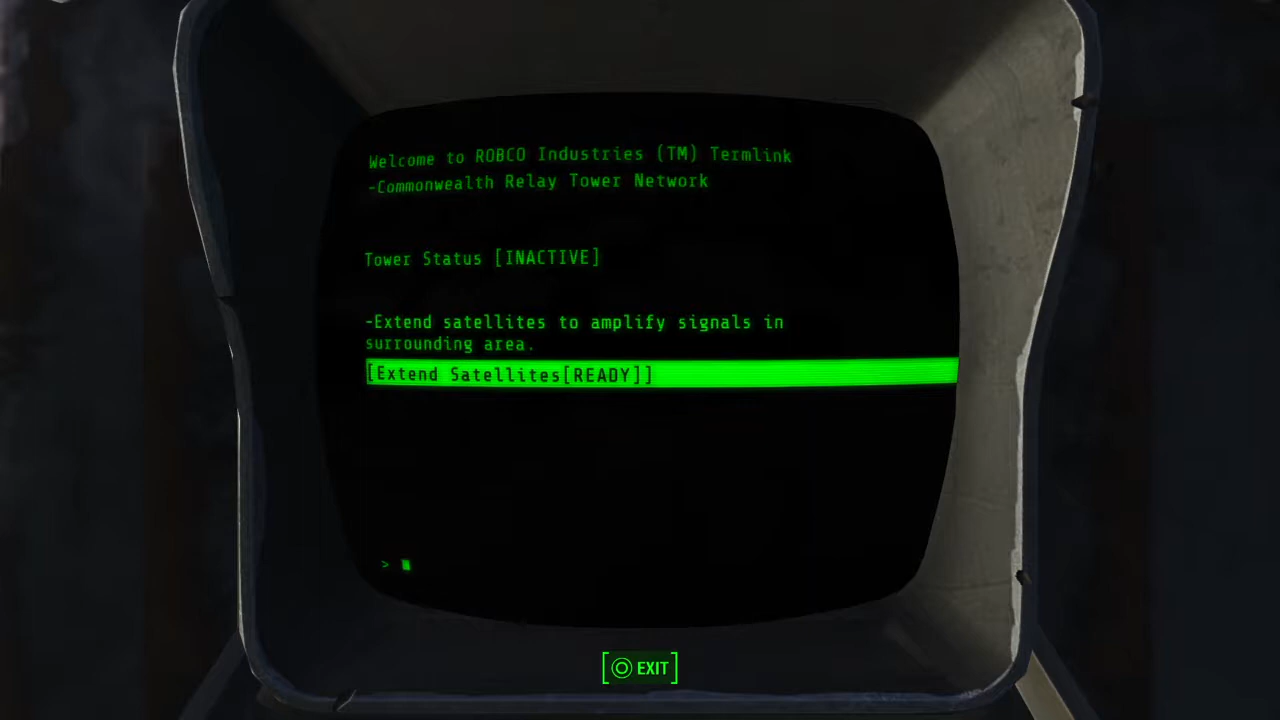 Welcome to ROBCO Industries (TM) Termlink
-Commonwealth Relay Tower Network
Tower Status [INACTIVE]
-Extend satellites to amplify signals in
surrounding area.
[Extend Satellites[READY]]
>
EXIT